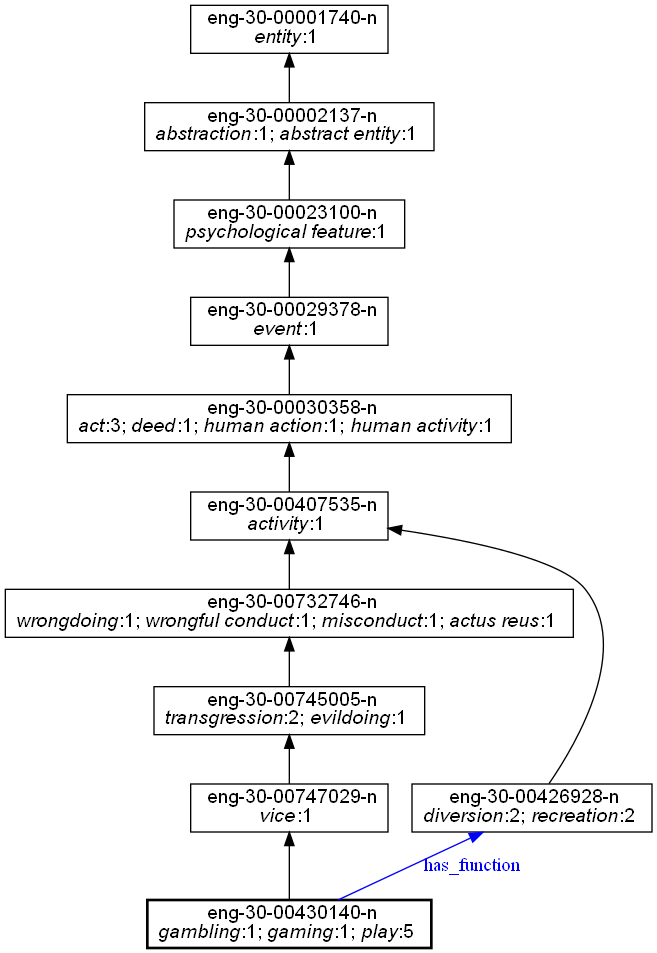 eng-30-00001740-n
entity:1
eng-30-00002137-n
abstraction:1; abstract entity:1
eng-30-00023100-n
psychological feature:1
eng-30-00029378-n
event:1
eng-30-00030358-n
act:3; deed:1; human action:1; human activity:1
eng-30-00407535-n
activity:1
eng-30-00732746-n
wrongdoing:1; wrongful conduct:1; misconduct:1; actus reus:1
eng-30-00745005-n
transgression:2; evildoing:1
eng-30-00747029-n
vice:1
eng-30-00426928-n
diversion:2; recreation:2
has_function
eng-30-00430140-n
gambling:1; gaming:1; play:5